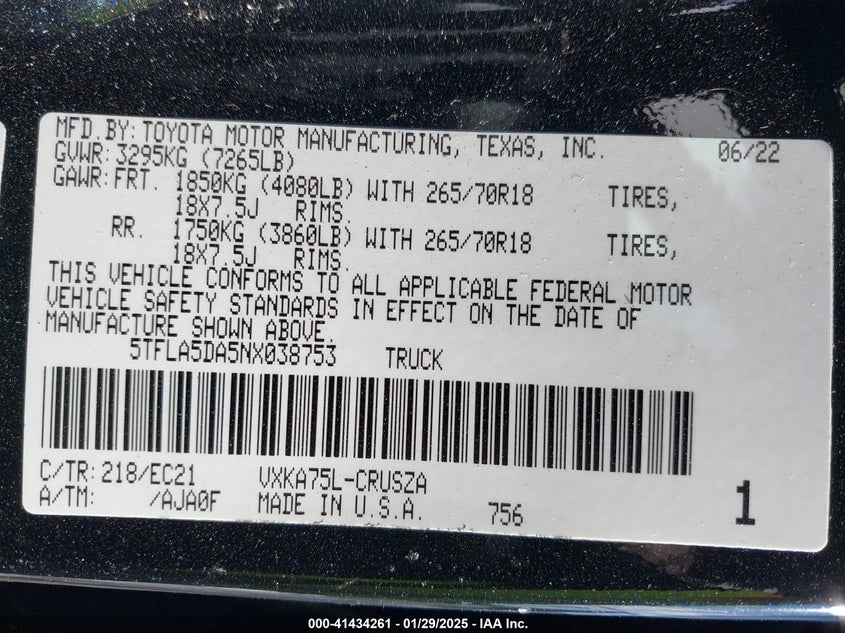 MFD.BY: TOYOTA MOTOR MANUFACTURING, TEXAS, INC. 06/22
GVWR: 3295KG (7265LB)
GAWR: FRT. 1850KG (4080LB) WITH 265/70R18 TIRES,
18X7.5J RIMS.
RR. 1750KG (3860LB) WITH 265/70R18 TIRES,
18X7.5J RIMS.
THIS VEHICLE CONFORMS TO ALL APPLICABLE FEDERAL MOTOR
VEHICLE SAFETY STANDARDS IN EFFECT ON THE DATE OF
MANUFACTURE SHOWN ABOVE.
5TFLA5DA5NX038753 TRUCK
C/TR: 218/EC21 VXKA75L-CRUSZA
A/TM: /AJA0F MADE IN U.S.A. 756 1
000-41434261 - 01/29/2025 - IAA Inc.